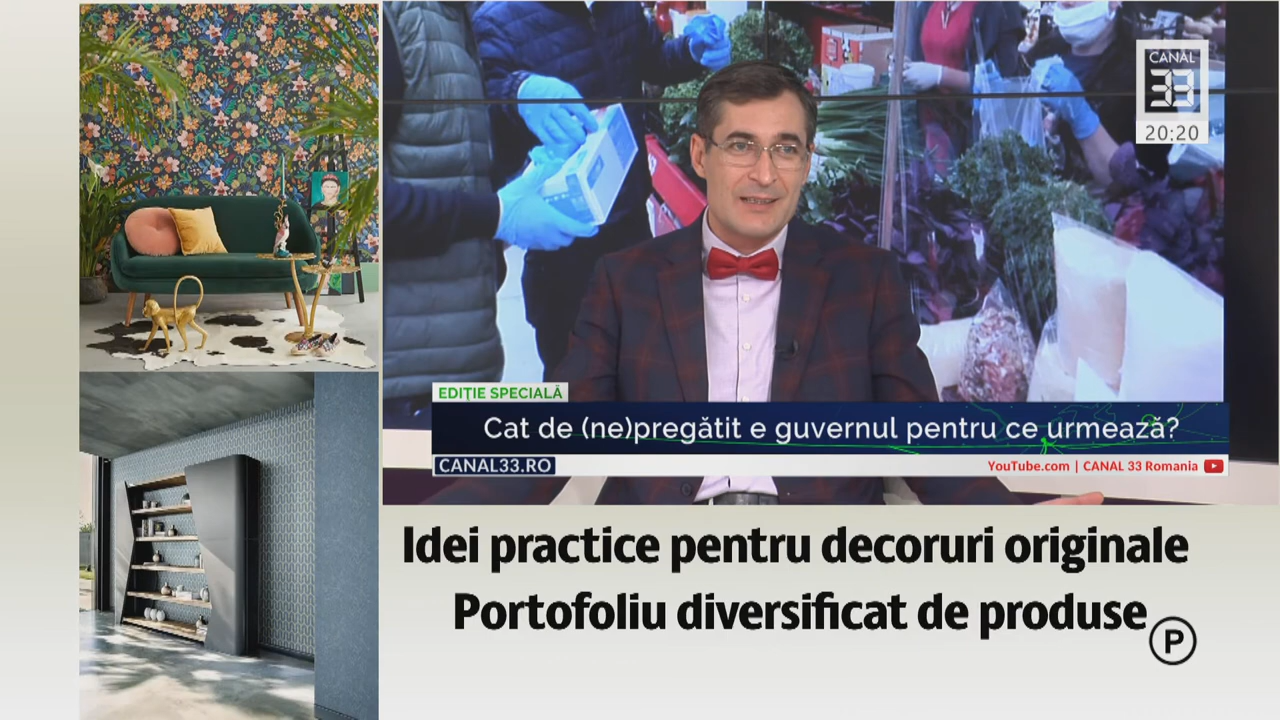 CANAL
33
20:20
EDIȚIE SPECIALĂ
Cat de (ne)pregătit e guvernul pentru ce urmează?
CANAL33.RO
YouTube.com | CANAL 33 Romania
Idei practice pentru decoruri originale
Portofoliu diversificat de produse
P